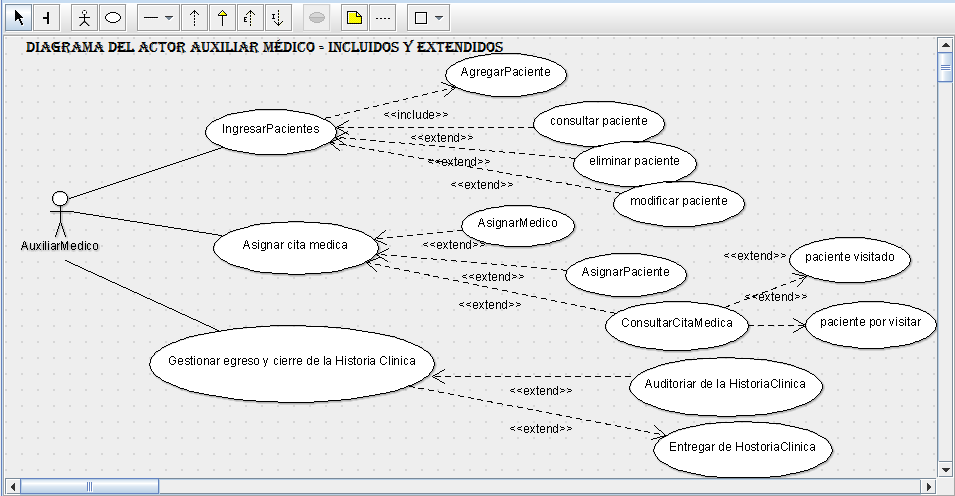 DIAGRAMA DEL ACTOR AUXILIAR MÉDICO - INCLUIDOS Y EXTENDIDOS
AgregarPaciente
<<include>>
IngresarPacientes
consultar paciente
<<extend>>
eliminar paciente
<<extend>>
<<extend>>
modificar paciente
AuxiliarMedico
AsignarMedico
Asignar cita medica
<<extend>>
<<extend>>
paciente visitado
AsignarPaciente
<<extend>>
<<extend>>
<<extend>>
ConsultarCitaMedica
paciente por visitar
Gestionar egreso y cierre de la Historia Clinica
Auditoriar de la HistoriaClinica
<<extend>>
<<extend>>
Entregar de HostoriaClinica